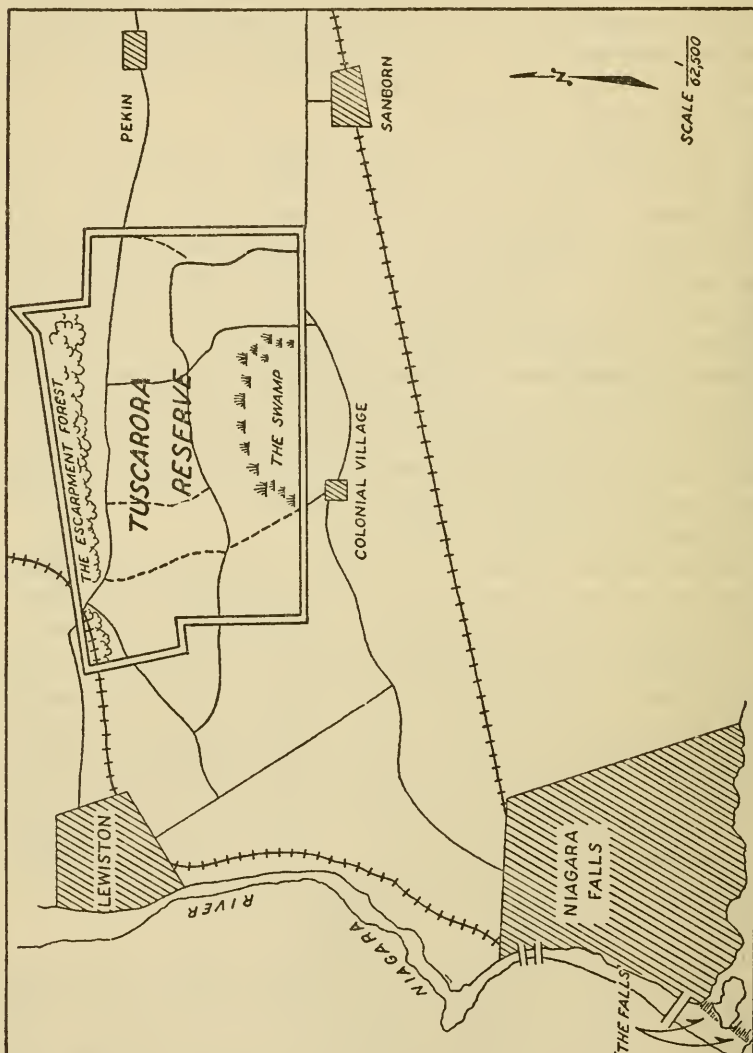 PEKIN
SANBORN
N
SCALE 1/62,500
THE ESCARPMENT FOREST
TUSCARORA
RESERVE
THE SWAMP
COLONIAL VILLAGE
LEWISTON
NIAGARA
RIVER
NIAGARA
FALLS
THE FALLS